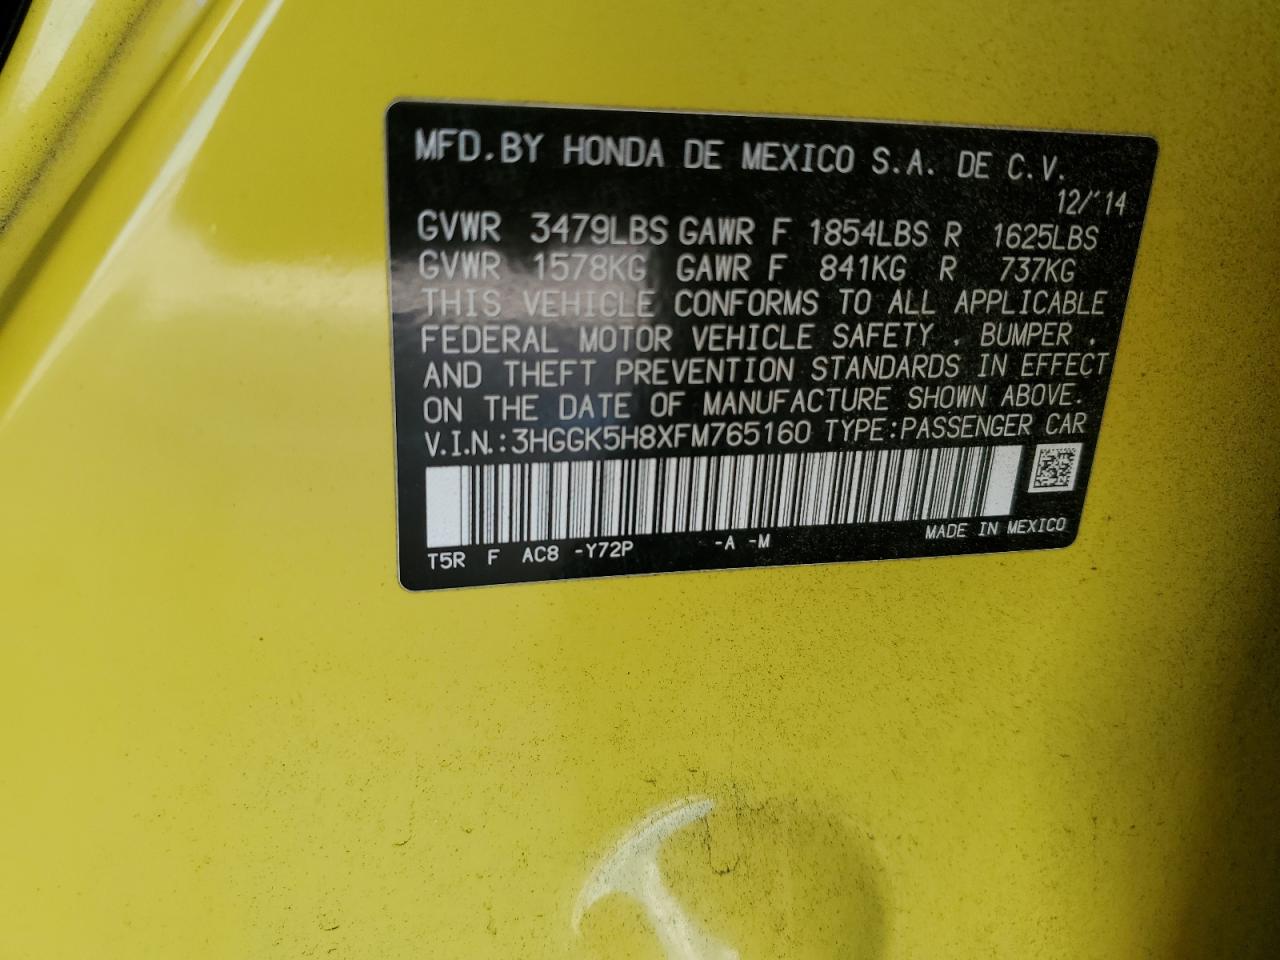 MFD.BY HONDA DE MEXICO S.A. DE C.V.
12/'14
GVWR 3479LBS GAWR F 1854LBS R 1625LBS
GVWR 1578KG GAWR F 841KG R 737KG
THIS VEHICLE CONFORMS TO ALL APPLICABLE
FEDERAL MOTOR VEHICLE SAFETY , BUMPER ,
AND THEFT PREVENTION STANDARDS IN EFFECT
ON THE DATE OF MANUFACTURE SHOWN ABOVE.
V.I.N.:3HGGK5H8XFM765160 TYPE:PASSENGER CAR
MADE IN MEXICO
T5R F AC8 -Y72P -A -M